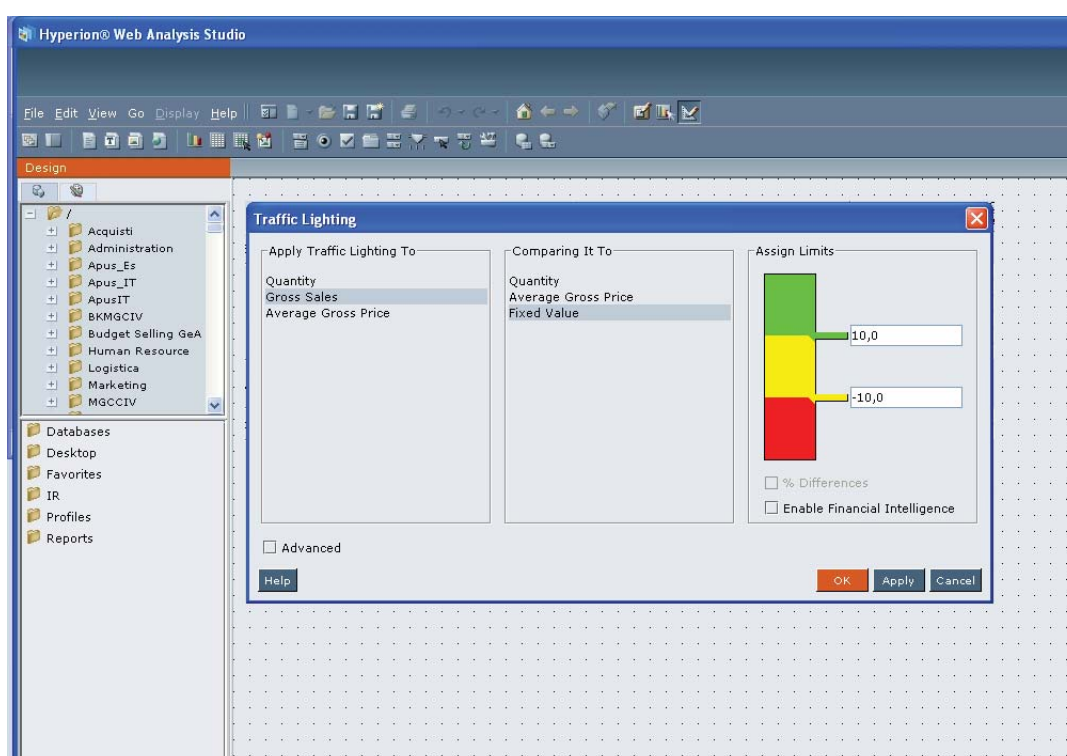 Hyperion® Web Analysis Studio
File Edit View Go Display Help
Design
/
Acquisti
Administration
Apus_Es
Apus_IT
ApusIT
BKMGCIV
Budget Selling GeA
Human Resource
Logistica
Marketing
MGCCIV
Databases
Desktop
Favorites
IR
Profiles
Reports
Traffic Lighting
Apply Traffic Lighting To
Quantity
Gross Sales
Average Gross Price
Comparing It To
Quantity
Average Gross Price
Fixed Value
Assign Limits
10,0
-10,0
% Differences
Enable Financial Intelligence
Advanced
Help
OK Apply Cancel